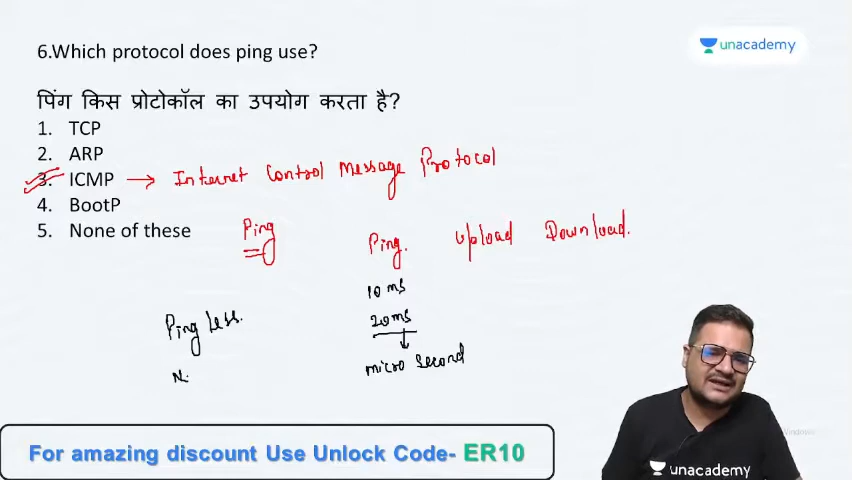 6.Which protocol does ping use?
unacademy
पिंग किस प्रोटोकॉल का उपयोग करता है?
1. TCP
2. ARP
3. ICMP → Internet Control Message Protocol
4. BootP
5. None of these
Ping
Ping. Upload Download.
10 ms
20 ms
Ping Less.
micro Second
N.
For amazing discount Use Unlock Code- ER10
unacademy
Windows